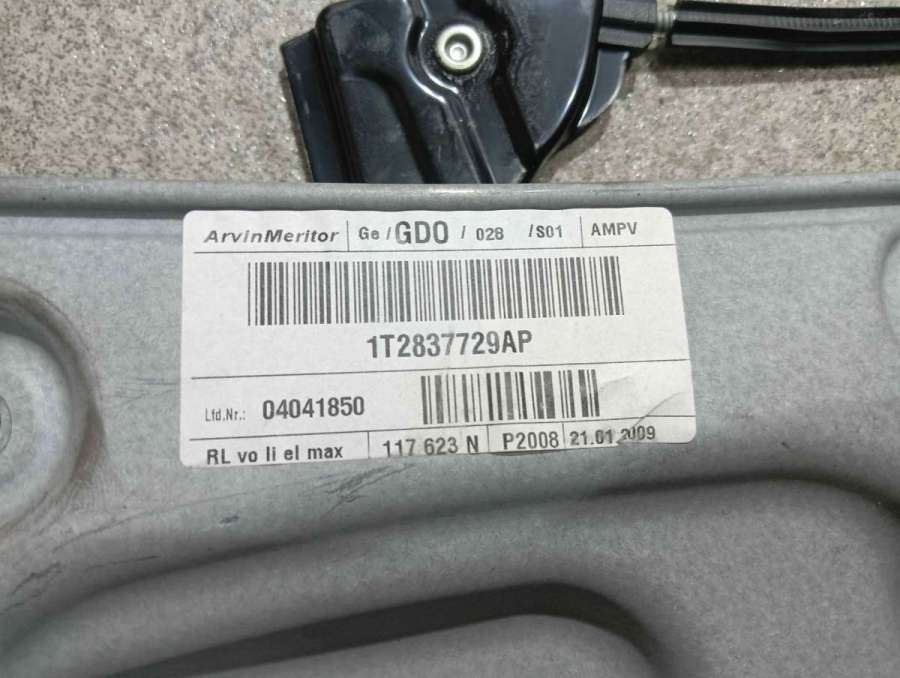 ArvinMeritor Ge / GDO / 028 / S01 AMPV
1T2837729AP
Lfd.Nr.: 04041850
RL vo li el max 117 623 N P2008 21.01.2009